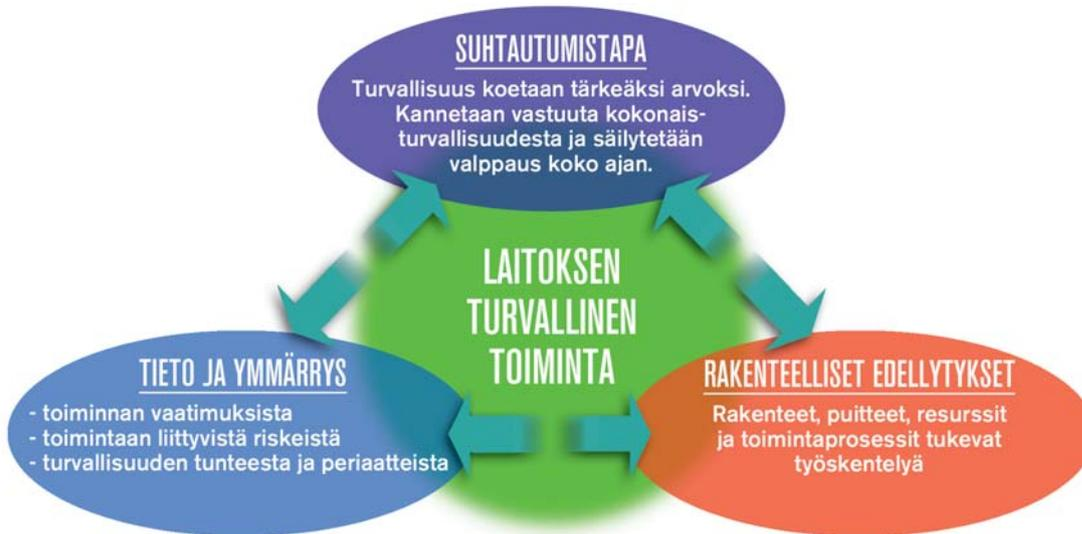 SUHTAUTUMISTAPA
Turvallisuus koetaan tärkeäksi arvoksi.
Kannetaan vastuuta kokonais-
turvallisuudesta ja säilytetään
valppaus koko ajan.
LAITOKSEN
TURVALLINEN
TOIMINTA
TIETO JA YMMÄRRYS
- toiminnan vaatimuksista
- toimintaan liittyvistä riskeistä
- turvallisuuden tunteesta ja periaatteista
RAKENTEELLISET EDELLYTYKSET
Rakenteet, puitteet, resurssit
ja toimintaprosessit tukevat
työskentelyä